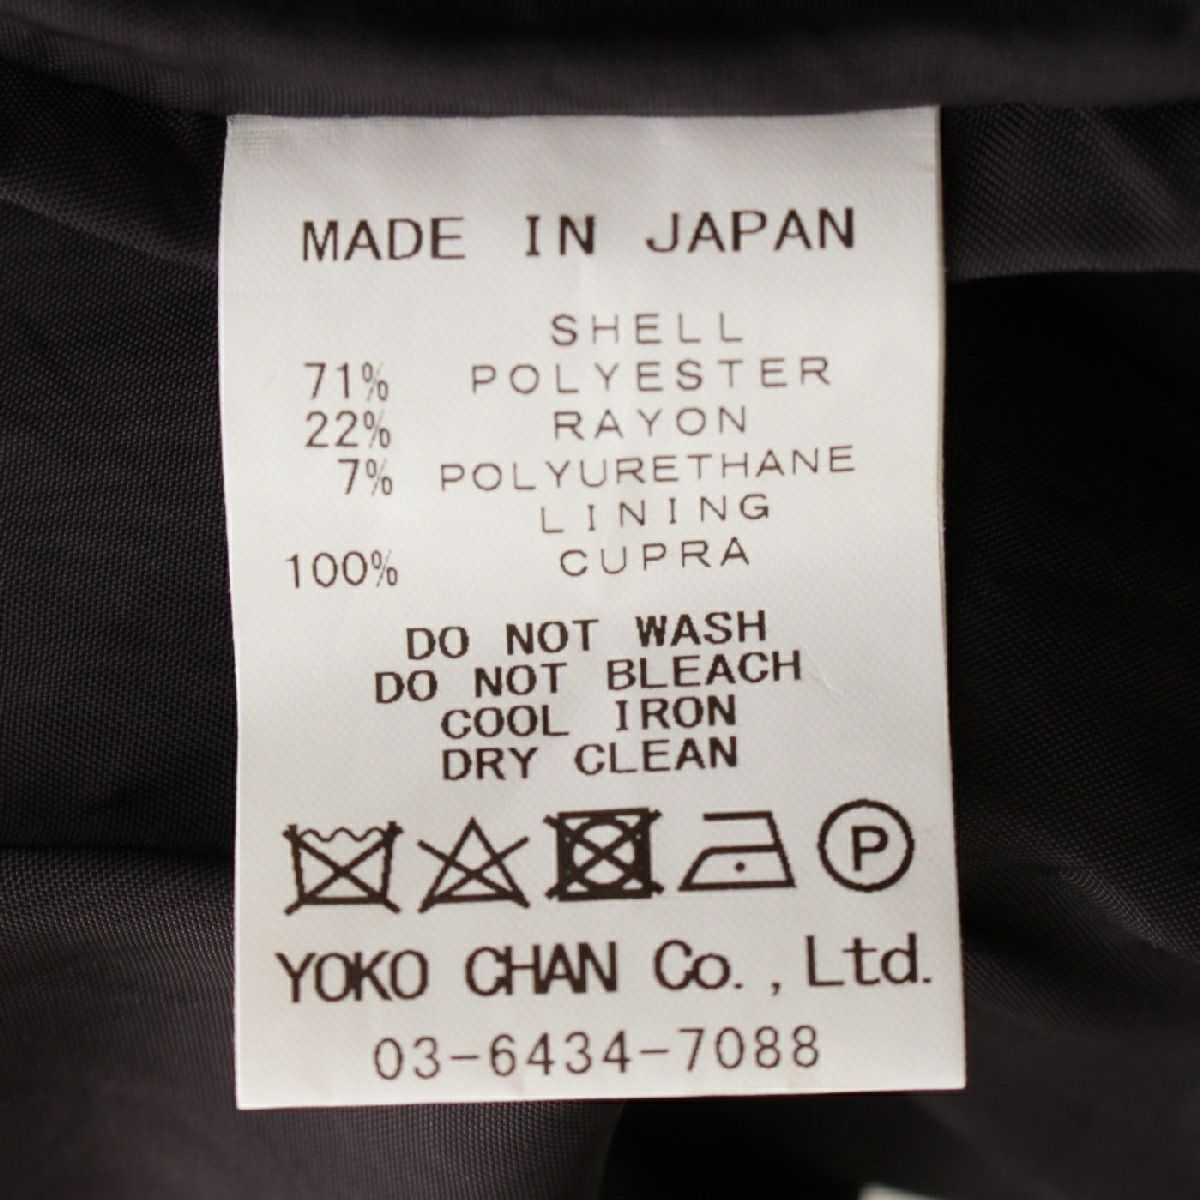 MADE IN JAPAN
SHELL
71% POLYESTER
22% RAYON
7% POLYURETHANE
LINING
100% CUPRA
DO NOT WASH
DO NOT BLEACH
COOL IRON
DRY CLEAN
P
YOKO CHAN Co., Ltd.
03-6434-7088